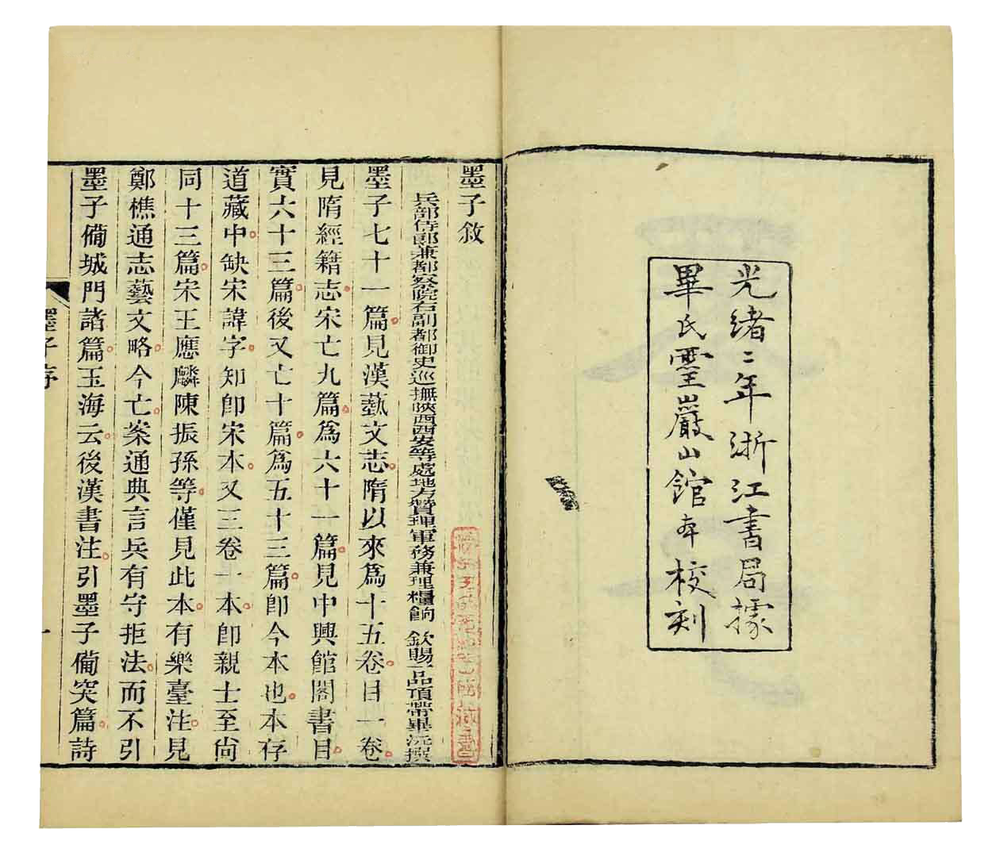 光緒二年浙江書局據
畢氏靈巖山館本校刻
墨子敘
兵部侍郎兼都察院右副都御史巡撫陝西西安等處地方贊理軍務兼理糧餉 欽賜一品頂帶畢沅撰
墨子七十一篇見漢藝文志隋以來爲十五卷目一卷
見隋經籍志宋亡九篇爲六十一篇見中興館閣書目
實六十三篇後又亡十篇爲五十三篇卽今本也本存
道藏中缺宋諱字知卽宋本又三卷一本卽親士至尙
同十三篇宋王應麟陳振孫等僅見此本有樂臺注見
鄭樵通志藝文略今亡案通典言兵有守拒法而不引
墨子備城門諸篇玉海云後漢書注引墨子備突篇詩
墨子序
一